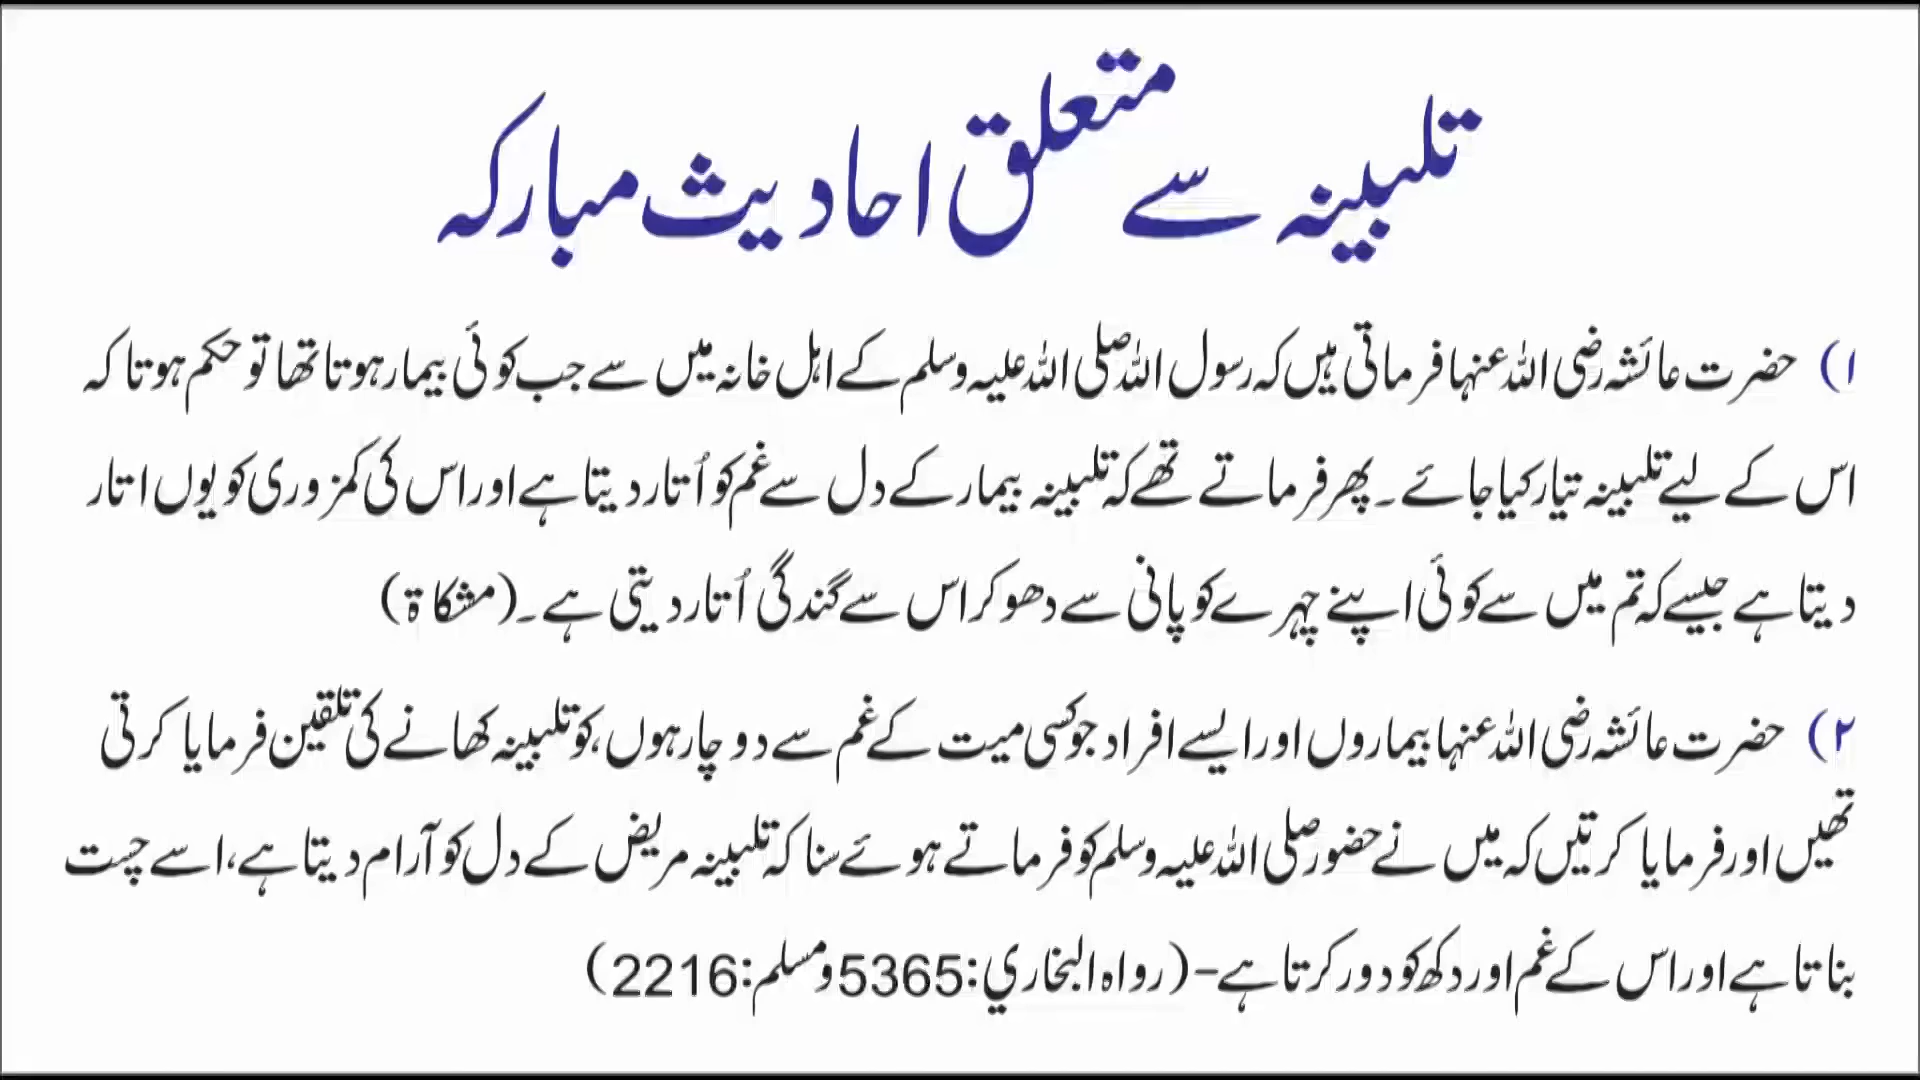 تلبینہ سے متعلق احادیث مبارکہ
۱) حضرت عائشہ رضی اللہ عنہا فرماتی ہیں کہ رسول اللہ صلی اللہ علیہ وسلم کے اہل خانہ میں سے جب کوئی بیمار ہوتا تھا تو حکم ہوتا کہ
اس کے لیے تلبینہ تیار کیا جائے۔ پھر فرماتے تھے کہ تلبینہ بیمار کے دل سے غم کو اُتار دیتا ہے اور اس کی کمزوری کو یوں اتار
دیتا ہے جیسے کہ تم میں سے کوئی اپنے چہرے کو پانی سے دھو کر اس سے گندگی اُتار دیتی ہے۔ (مشکاۃ)
۲) حضرت عائشہ رضی اللہ عنہا بیماروں اور ایسے افراد جو کسی میت کے غم سے دو چار ہوں، کو تلبینہ کھانے کی تلقین فرمایا کرتی
تھیں اور فرمایا کرتیں کہ میں نے حضور صلی اللہ علیہ وسلم کو فرماتے ہوئے سنا کہ تلبینہ مریض کے دل کو آرام دیتا ہے، اسے چست
بناتا ہے اور اس کے غم اور دکھ کو دور کرتا ہے- (رواہ البخاري: 5365 و مسلم: 2216)